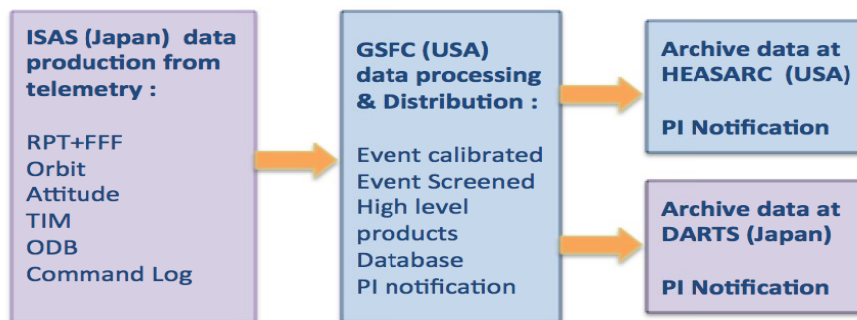 ISAS (Japan) data
production from
telemetry :
RPT+FFF
Orbit
Attitude
TIM
ODB
Command Log
GSFC (USA)
data processing
& Distribution :
Event calibrated
Event Screened
High level
products
Database
PI notification
Archive data at
HEASARC (USA)
PI Notification
Archive data at
DARTS (Japan)
PI Notification